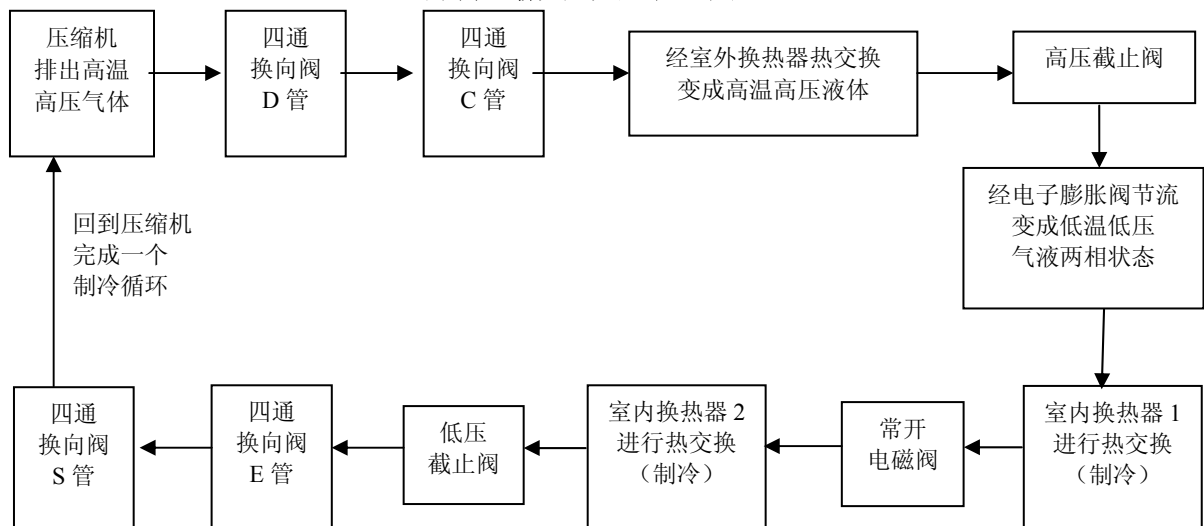 压缩机
排出高温
高压气体
四通
换向阀
D 管
四通
换向阀
C 管
经室外换热器热交换
变成高温高压液体
高压截止阀
经电子膨胀阀节流
变成低温低压
气液两相状态
室内换热器 1
进行热交换
（制冷）
常开
电磁阀
室内换热器 2
进行热交换
（制冷）
低压
截止阀
四通
换向阀
E 管
四通
换向阀
S 管
回到压缩机
完成一个
制冷循环